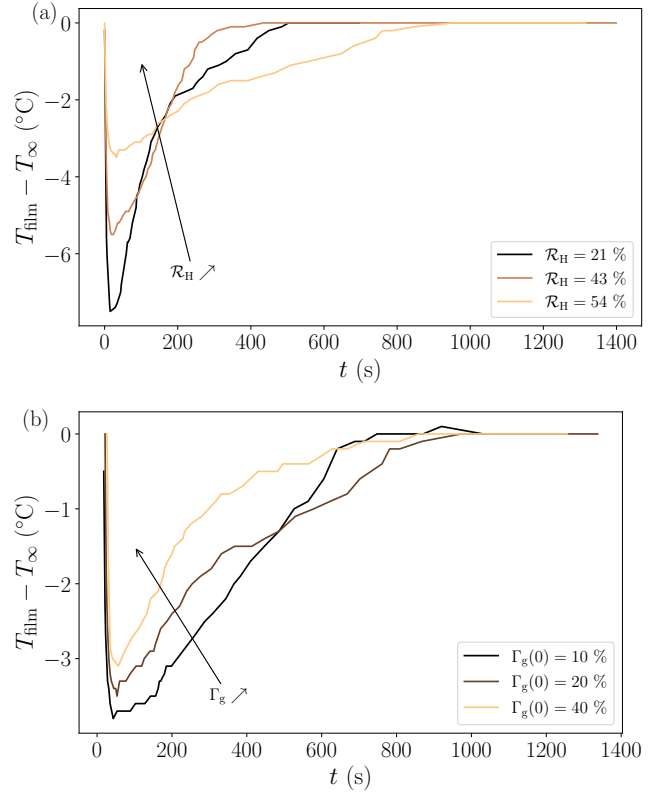 (a)
0
−2
−4
−6
T_film − T_∞ (°C)
ℛ_H ↗
ℛ_H = 21 %
ℛ_H = 43 %
ℛ_H = 54 %
0 200 400 600 800 1000 1200 1400
t (s)
(b)
0
−1
−2
−3
T_film − T_∞ (°C)
Γ_g ↗
Γ_g(0) = 10 %
Γ_g(0) = 20 %
Γ_g(0) = 40 %
0 200 400 600 800 1000 1200 1400
t (s)